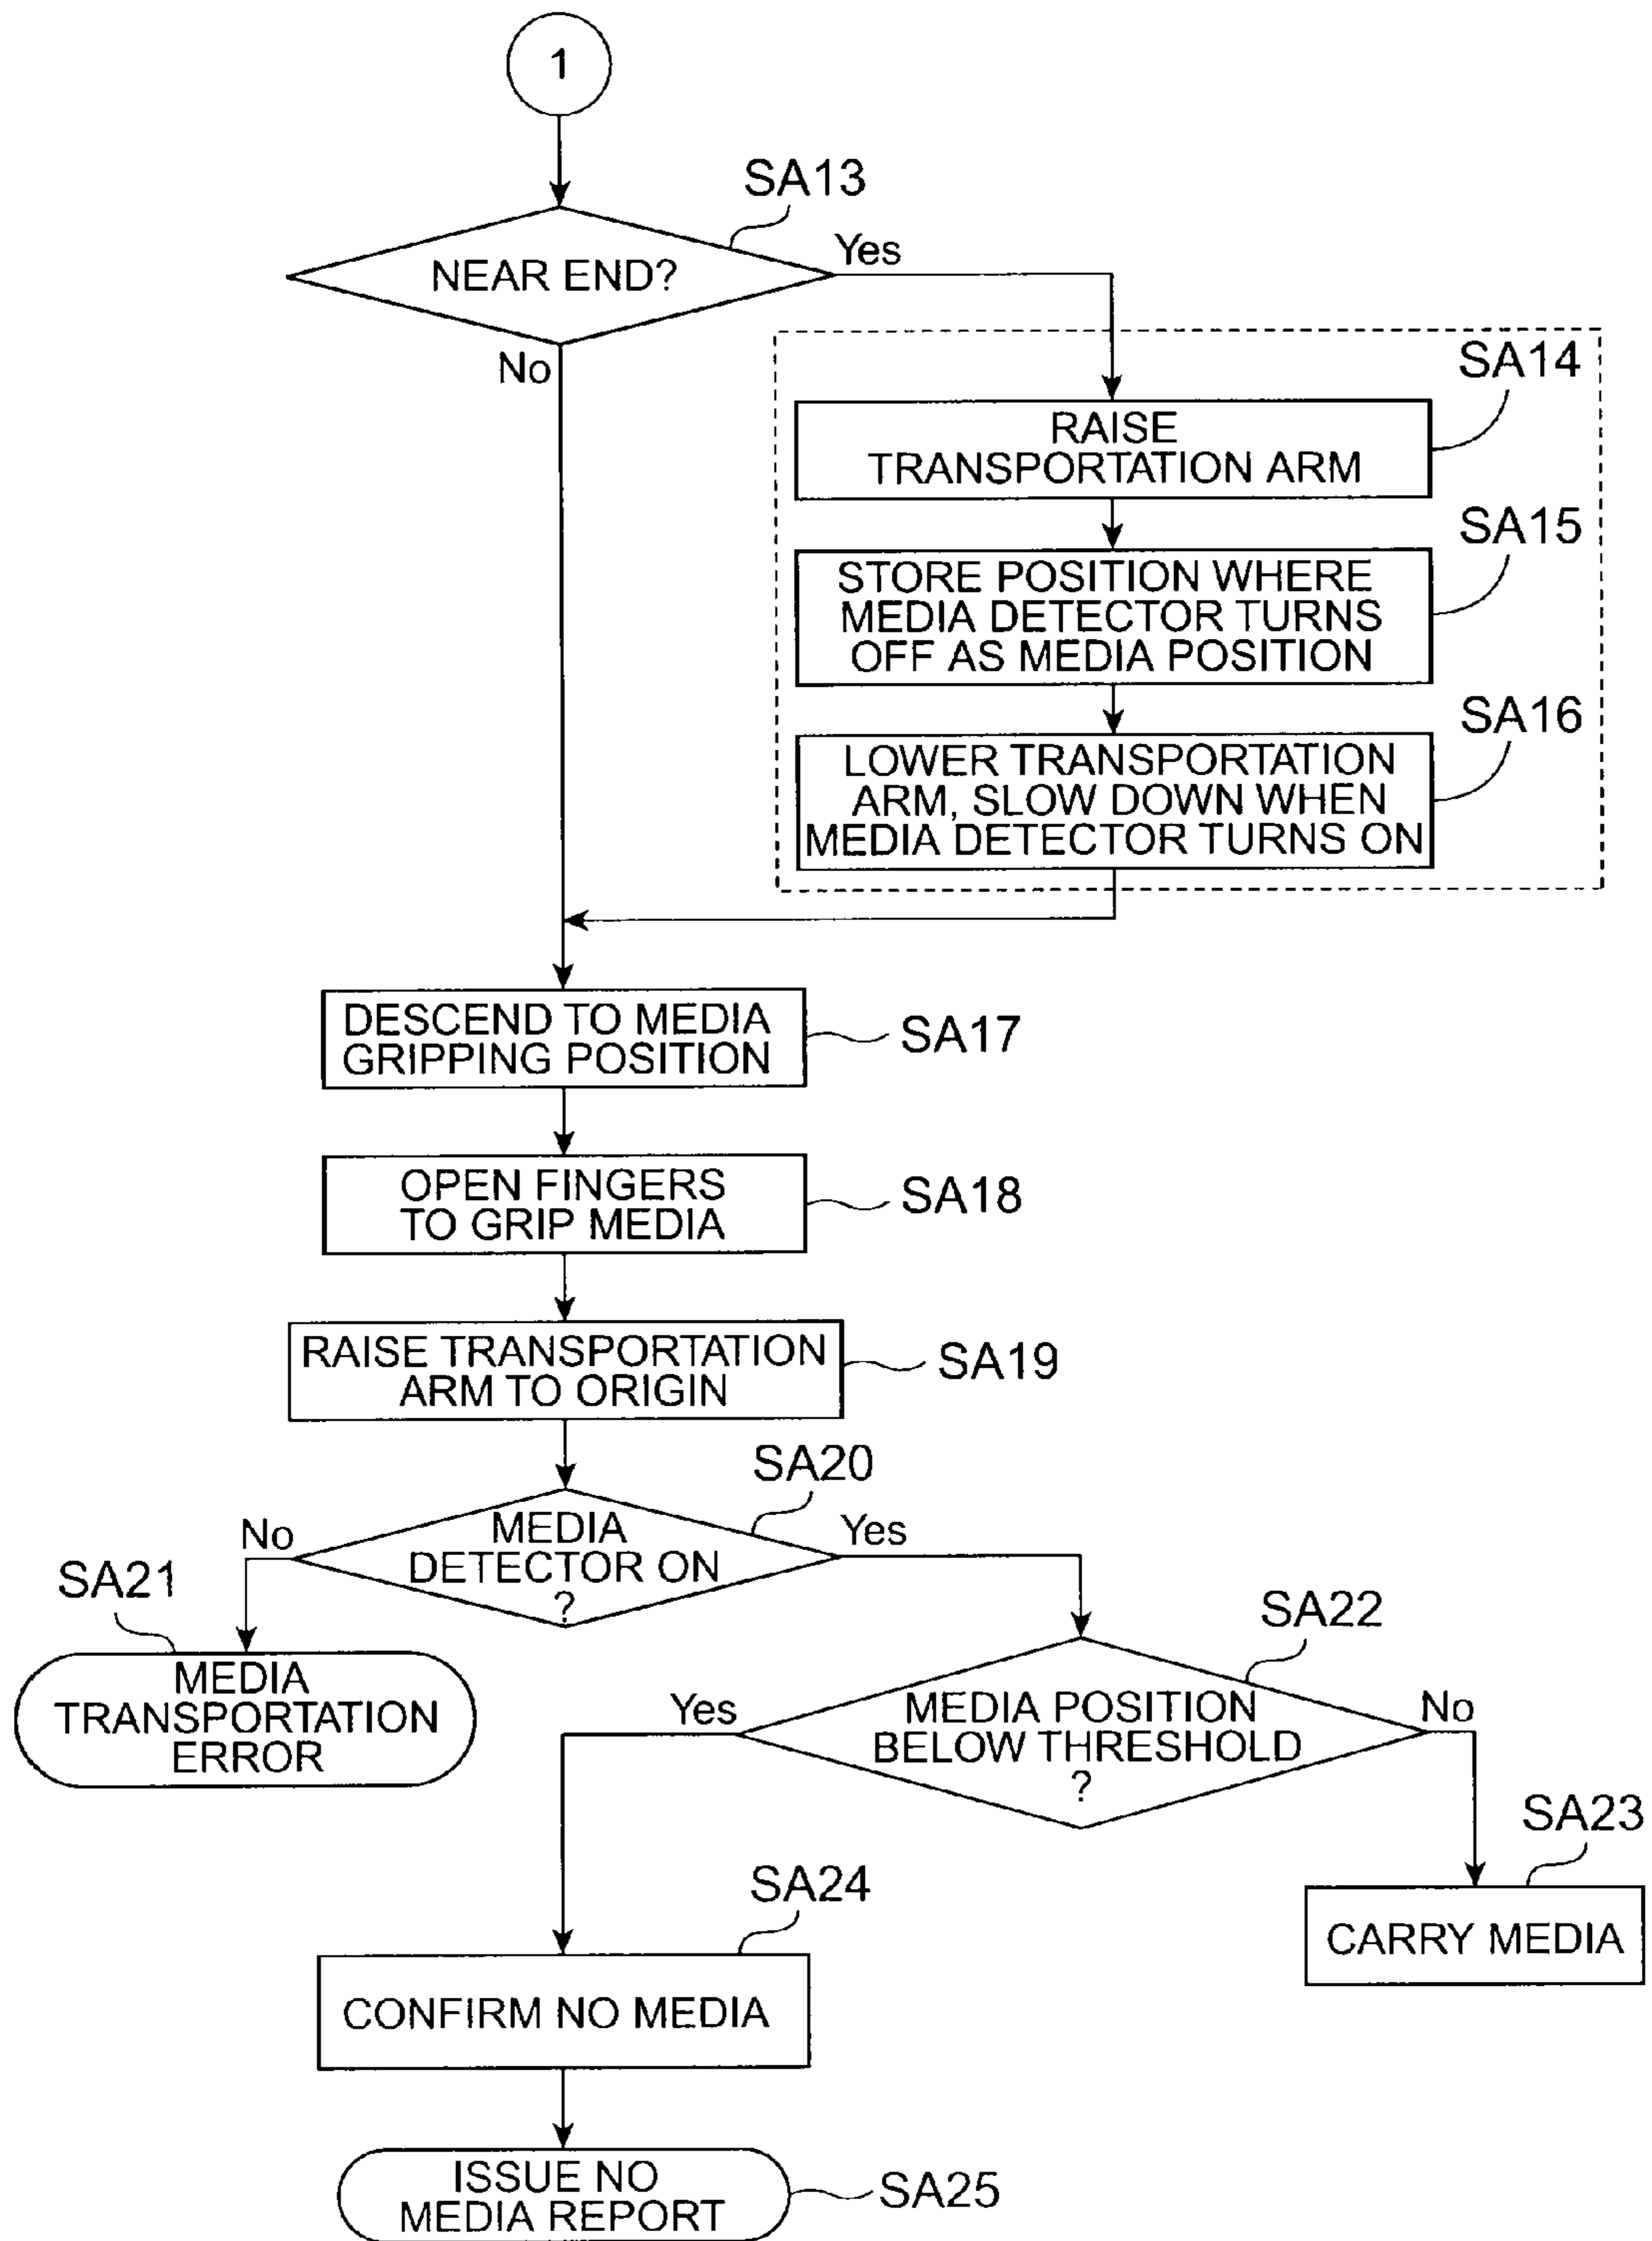 1
SA13
NEAR END?
Yes
No
SA14
RAISE
TRANSPORTATION ARM
SA15
STORE POSITION WHERE
MEDIA DETECTOR TURNS
OFF AS MEDIA POSITION
SA16
LOWER TRANSPORTATION
ARM, SLOW DOWN WHEN
MEDIA DETECTOR TURNS ON
DESCEND TO MEDIA
GRIPPING POSITION
SA17
OPEN FINGERS
TO GRIP MEDIA
SA18
RAISE TRANSPORTATION
ARM TO ORIGIN
SA19
SA20
MEDIA
DETECTOR ON
?
No
Yes
SA21
MEDIA
TRANSPORTATION
ERROR
SA22
MEDIA POSITION
BELOW THRESHOLD
?
Yes
No
SA23
CARRY MEDIA
SA24
CONFIRM NO MEDIA
ISSUE NO
MEDIA REPORT
SA25